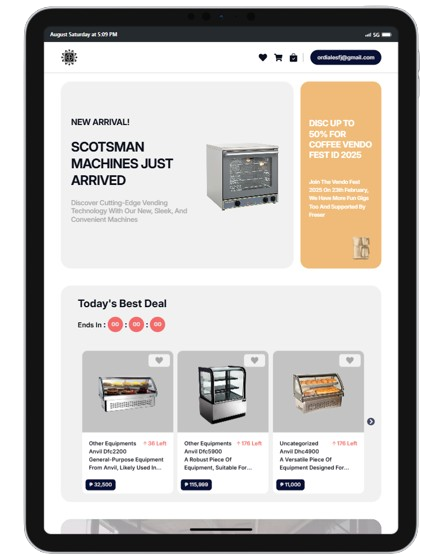 August Saturday at 5:09 PM
5G
ordialesfj@gmail.com
NEW ARRIVAL!
SCOTSMAN
MACHINES JUST
ARRIVED
Discover Cutting-Edge Vending
Technology With Our New, Sleek, And
Convenient Machines
DISC UP TO
50% FOR
COFFEE VENDO
FEST ID 2025
Join The Vendo Fest
2025 On 23th February,
We Have More Fun Gigs
Too And Supported By
Freser
Today's Best Deal
Ends In : 00 : 00 : 00
Other Equipments ↑ 36 Left
Anvil Dfc2200
General-Purpose Equipment
From Anvil, Likely Used In...
₱ 32,500
Other Equipments ↑ 176 Left
Anvil Dfc5900
A Robust Piece Of
Equipment, Suitable For...
₱ 115,999
Uncategorized ↑ 176 Left
Anvil Dhc4900
A Versatile Piece Of
Equipment Designed For...
₱ 11,000